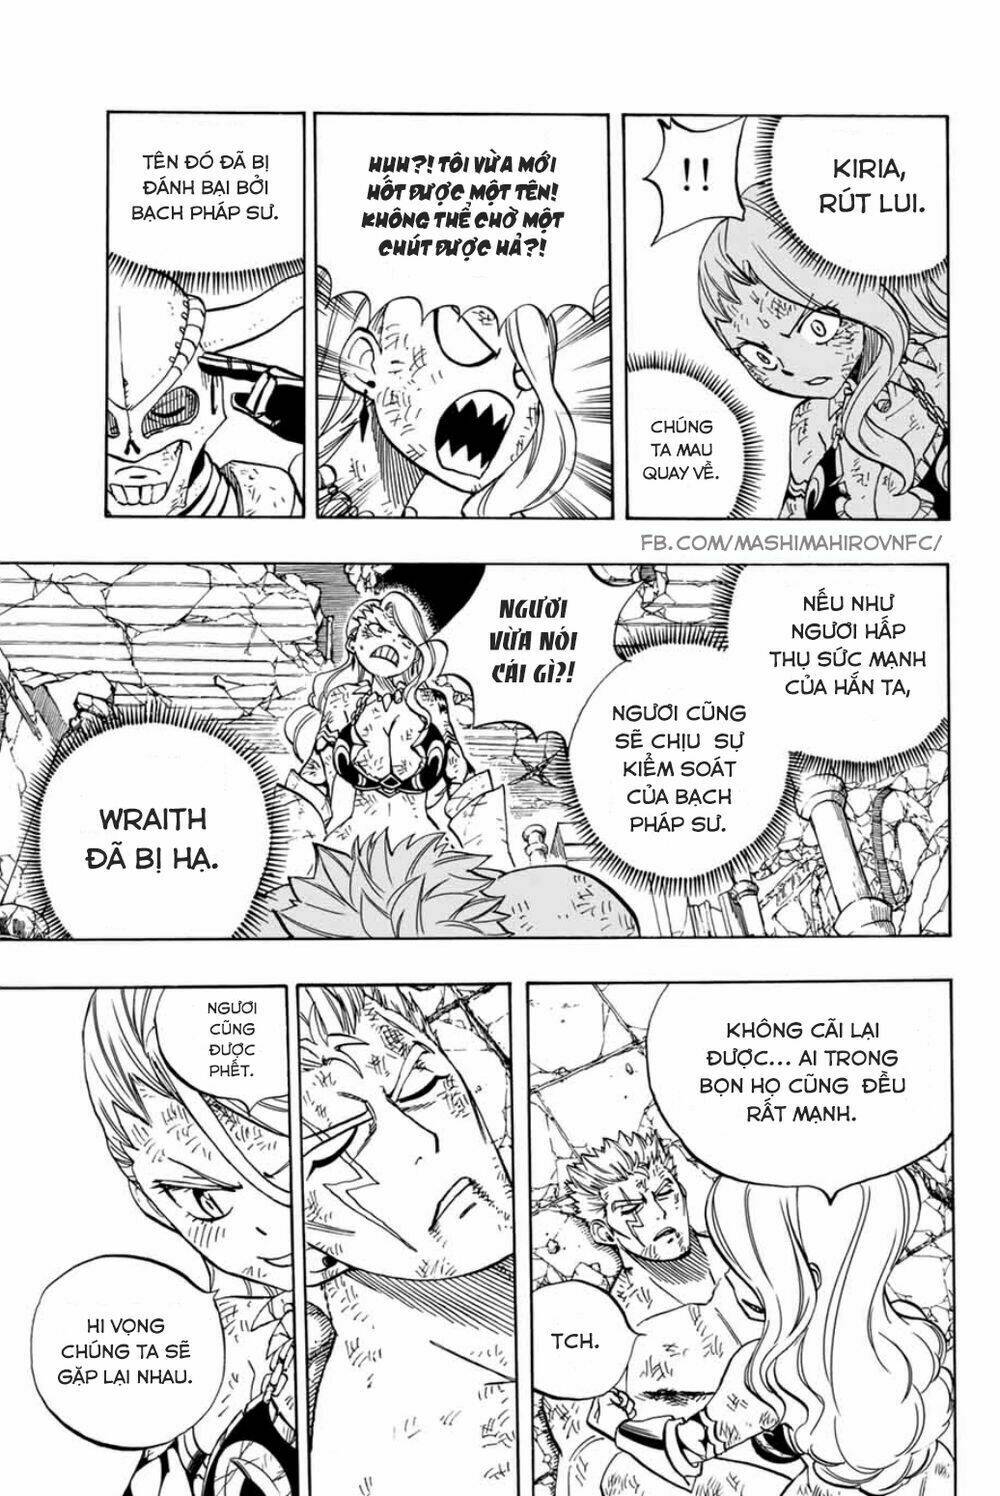 KIRIA,
RÚT LUI.
!!
CHÚNG
TA MAU
QUAY VỀ.
HUH?! TÔI VỪA MỚI
HỐT ĐƯỢC MỘT TÊN!
KHÔNG THỂ CHỜ MỘT
CHÚT ĐƯỢC HẢ?!
TÊN ĐÓ ĐÃ BỊ
ĐÁNH BẠI BỞI
BẠCH PHÁP SƯ.
FB.COM/MASHIMAHIROVNFC/
NẾU NHƯ
NGƯƠI HẤP
THỤ SỨC MẠNH
CỦA HẮN TA,
NGƯƠI CŨNG
SẼ CHỊU SỰ
KIỂM SOÁT
CỦA BẠCH
PHÁP SƯ.
NGƯƠI
VỪA NÓI
CÁI GÌ?!
WRAITH
ĐÃ BỊ HẠ.
KHÔNG CÃI LẠI
ĐƯỢC... AI TRONG
BỌN HỌ CŨNG ĐỀU
RẤT MẠNH.
TCH.
NGƯƠI
CŨNG
ĐƯỢC
PHẾT.
HI VỌNG
CHÚNG TA SẼ
GẶP LẠI NHAU.